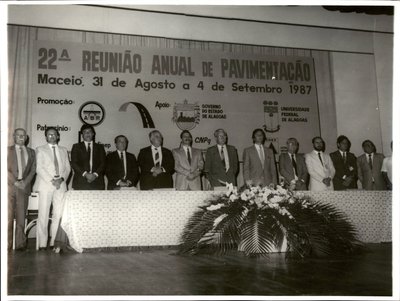 22ª REUNIÃO ANUAL DE PAVIMENTAÇÃO
Maceió, 31 de Agosto a 4 de Setembro 1987
Promoção:
Apoio:
GOVERNO DO ESTADO DE ALAGOAS
UNIVERSIDADE FEDERAL DE ALAGOAS
Patrocínio:
CNPq